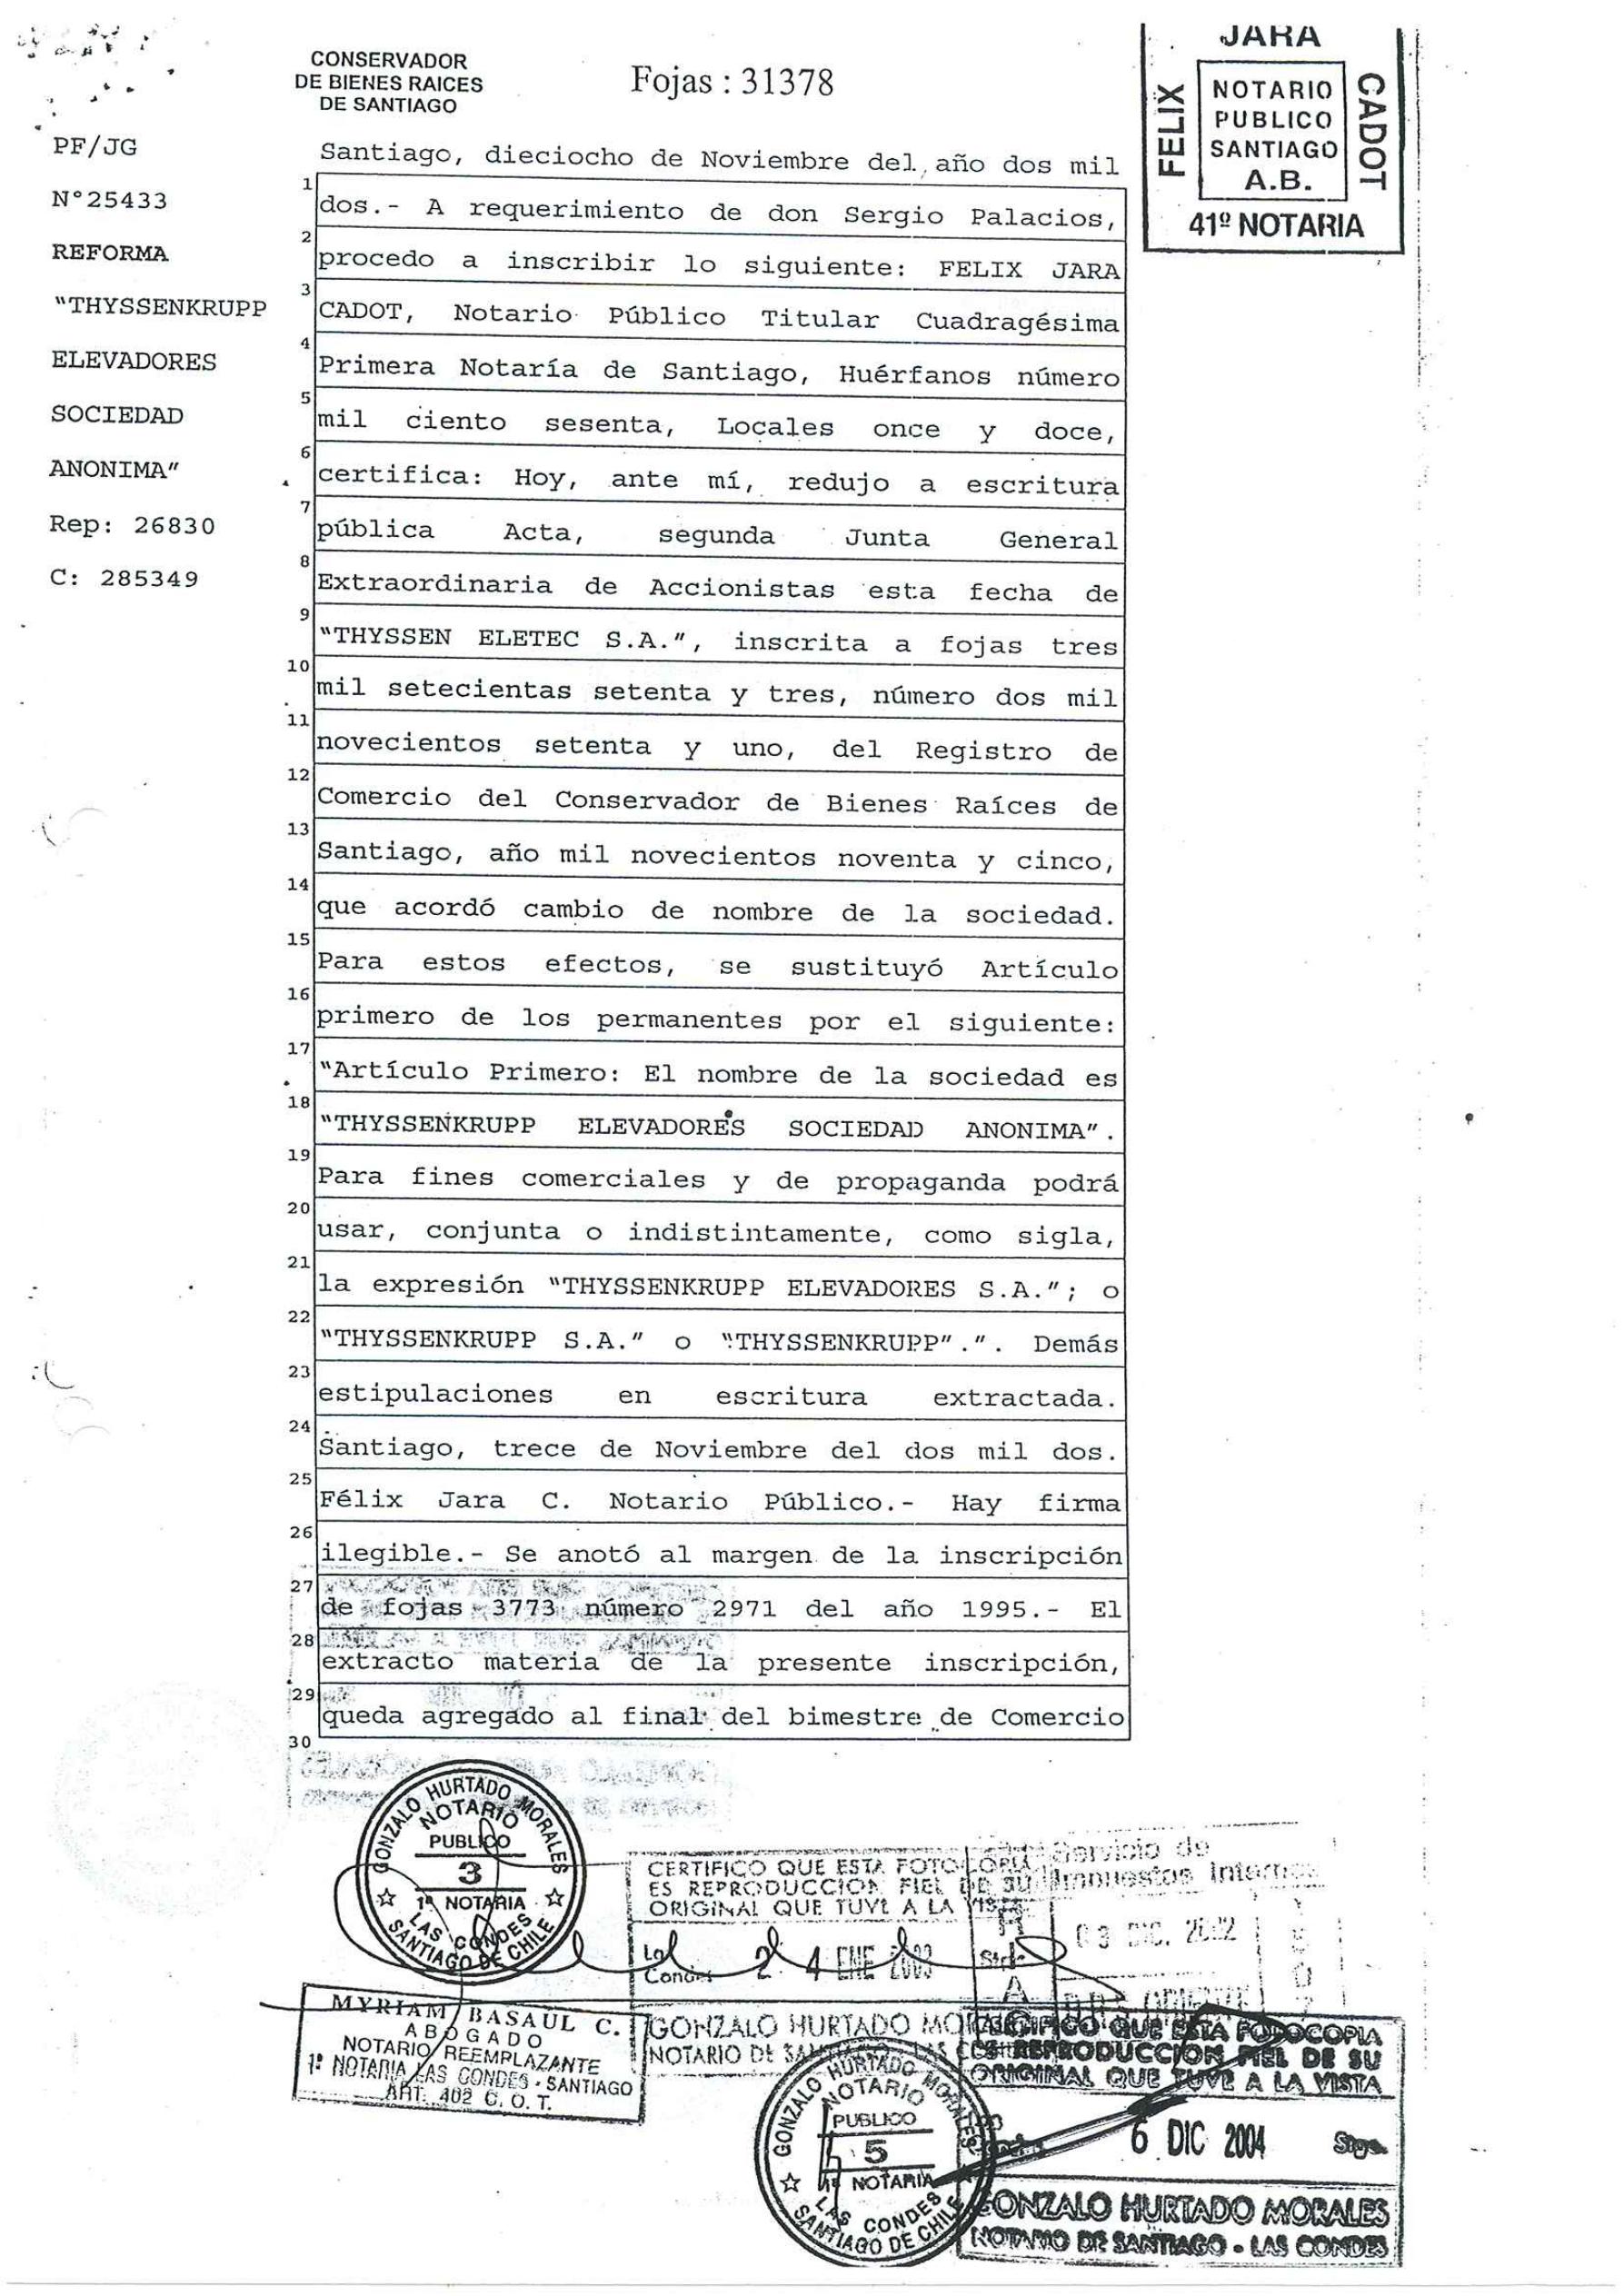 CONSERVADOR
DE BIENES RAICES
DE SANTIAGO
Fojas : 31378
JARA
FELIX
NOTARIO
PUBLICO
SANTIAGO
A.B.
CADOT
41º NOTARIA
PF/JG
N°25433
REFORMA
"THYSSENKRUPP
ELEVADORES
SOCIEDAD
ANONIMA"
Rep: 26830
C: 285349
Santiago, dieciocho de Noviembre del año dos mil
1
dos.- A requerimiento de don Sergio Palacios,
2
procedo a inscribir lo siguiente: FELIX JARA
3
CADOT, Notario Público Titular Cuadragésima
4
Primera Notaría de Santiago, Huérfanos número
5
mil ciento sesenta, Locales once y doce,
6
certifica: Hoy, ante mí, redujo a escritura
7
pública Acta, segunda Junta General
8
Extraordinaria de Accionistas esta fecha de
9
"THYSSEN ELETEC S.A.", inscrita a fojas tres
10
mil setecientas setenta y tres, número dos mil
11
novecientos setenta y uno, del Registro de
12
Comercio del Conservador de Bienes Raíces de
13
Santiago, año mil novecientos noventa y cinco,
14
que acordó cambio de nombre de la sociedad.
15
Para estos efectos, se sustituyó Artículo
16
primero de los permanentes por el siguiente:
17
"Artículo Primero: El nombre de la sociedad es
18
"THYSSENKRUPP ELEVADORES SOCIEDAD ANONIMA".
19
Para fines comerciales y de propaganda podrá
20
usar, conjunta o indistintamente, como sigla,
21
la expresión "THYSSENKRUPP ELEVADORES S.A."; o
22
"THYSSENKRUPP S.A." o "THYSSENKRUPP".". Demás
23
estipulaciones en escritura extractada.
24
Santiago, trece de Noviembre del dos mil dos.
25
Félix Jara C. Notario Público.- Hay firma
26
ilegible.- Se anotó al margen de la inscripción
27
de fojas 3773 número 2971 del año 1995.- El
28
extracto materia de la presente inscripción,
29
queda agregado al final del bimestre de Comercio
30
GONZALO HURTADO MORALES
NOTARIO
PUBLICO
3
1ª NOTARIA
LAS CONDES
SANTIAGO DE CHILE
CERTIFICO QUE ESTA FOTOCOPIA
ES REPRODUCCION FIEL DE SU
ORIGINAL QUE TUVE A LA VISTA
Las Condes
24 ENE 2003
Stgo
GONZALO HURTADO MORALES
NOTARIO DE SANTIAGO LAS CONDES
Servicio de
Impuestos Internos
03 DIC. 2002
MYRIAM BASAUL C.
ABOGADO
NOTARIO REEMPLAZANTE
1ª NOTARIA LAS CONDES - SANTIAGO
ART. 402 C. O. T.
CERTIFICO QUE ESTA FOTOCOPIA
ES REPRODUCCION FIEL DE SU
ORIGINAL QUE TUVE A LA VISTA
6 DIC 2004
Stgo.
GONZALO HURTADO MORALES
NOTARIO DE SANTIAGO - LAS CONDES
GONZALO HURTADO MORALES
NOTARIO
PUBLICO
5
1ª NOTARIA
LAS CONDES
SANTIAGO DE CHILE